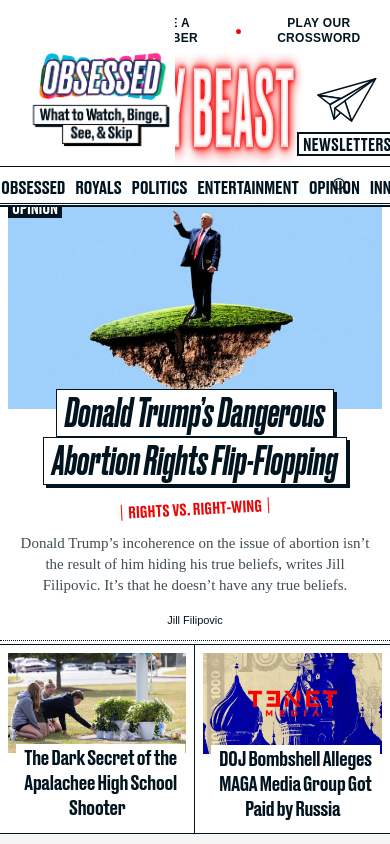 E A
BER
PLAY OUR
CROSSWORD
OBSESSED
What to Watch, Binge,
See, & Skip
Y BEAST
NEWSLETTERS
OBSESSED ROYALS POLITICS ENTERTAINMENT OPINION INN
OPINION
Donald Trump’s Dangerous
Abortion Rights Flip-Flopping
RIGHTS VS. RIGHT-WING
Donald Trump’s incoherence on the issue of abortion isn’t
the result of him hiding his true beliefs, writes Jill
Filipovic. It’s that he doesn’t have any true beliefs.
Jill Filipovic
The Dark Secret of the
Apalachee High School
Shooter
1000
TENET
MEDIA
DOJ Bombshell Alleges
MAGA Media Group Got
Paid by Russia